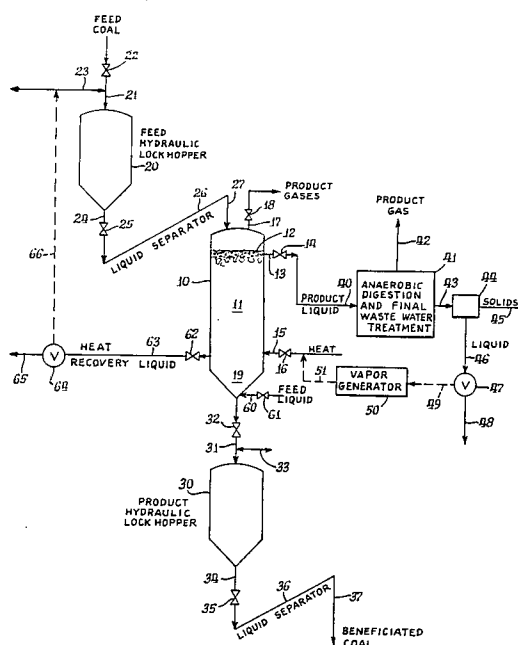 FEED
COAL
22
23
21
FEED
HYDRAULIC
LOCKHOPPER
20
24
25
26
27
LIQUID SEPARATOR
18
17
PRODUCT
GASES
12
14
13
10
11
PRODUCT
LIQUID
40
PRODUCT
GAS
42
41
ANAEROBIC
DIGESTION
AND FINAL
WASTE WATER
TREATMENT
43
44
SOLIDS
45
LIQUID
46
47
V
48
49
VAPOR
GENERATOR
50
51
15
16
HEAT
19
66
62
63
HEAT
RECOVERY LIQUID
V
64
65
60
FEED
LIQUID
61
32
31
33
30
PRODUCT
HYDRAULIC
LOCKHOPPER
34
35
36
37
LIQUID SEPARATOR
BENEFICIATED
COAL